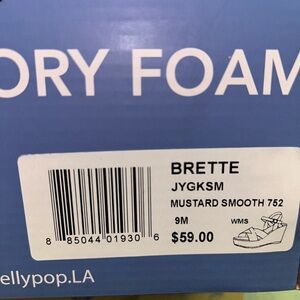 ORY FOAM
BRETTE
JYGKSM
MUSTARD SMOOTH 752
9M WMS
$59.00
8 85044 01930 6
ellypop.LA